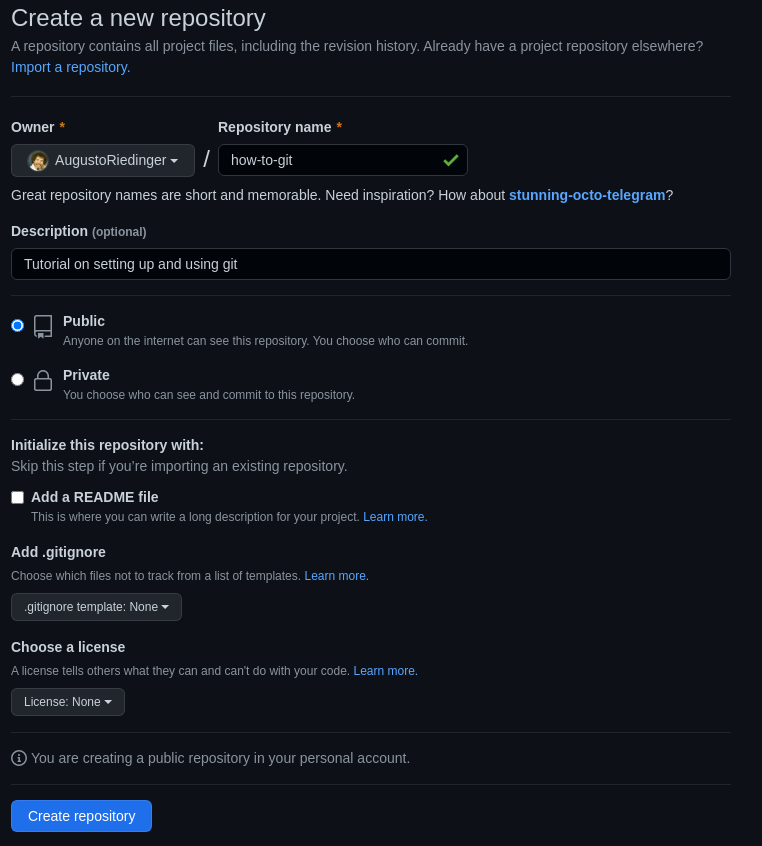 Create a new repository
A repository contains all project files, including the revision history. Already have a project repository elsewhere?
Import a repository.
Owner * Repository name *
AugustoRiedinger / how-to-git
Great repository names are short and memorable. Need inspiration? How about stunning-octo-telegram?
Description (optional)
Tutorial on setting up and using git
Public
Anyone on the internet can see this repository. You choose who can commit.
Private
You choose who can see and commit to this repository.
Initialize this repository with:
Skip this step if you’re importing an existing repository.
Add a README file
This is where you can write a long description for your project. Learn more.
Add .gitignore
Choose which files not to track from a list of templates. Learn more.
.gitignore template: None
Choose a license
A license tells others what they can and can't do with your code. Learn more.
License: None
You are creating a public repository in your personal account.
Create repository